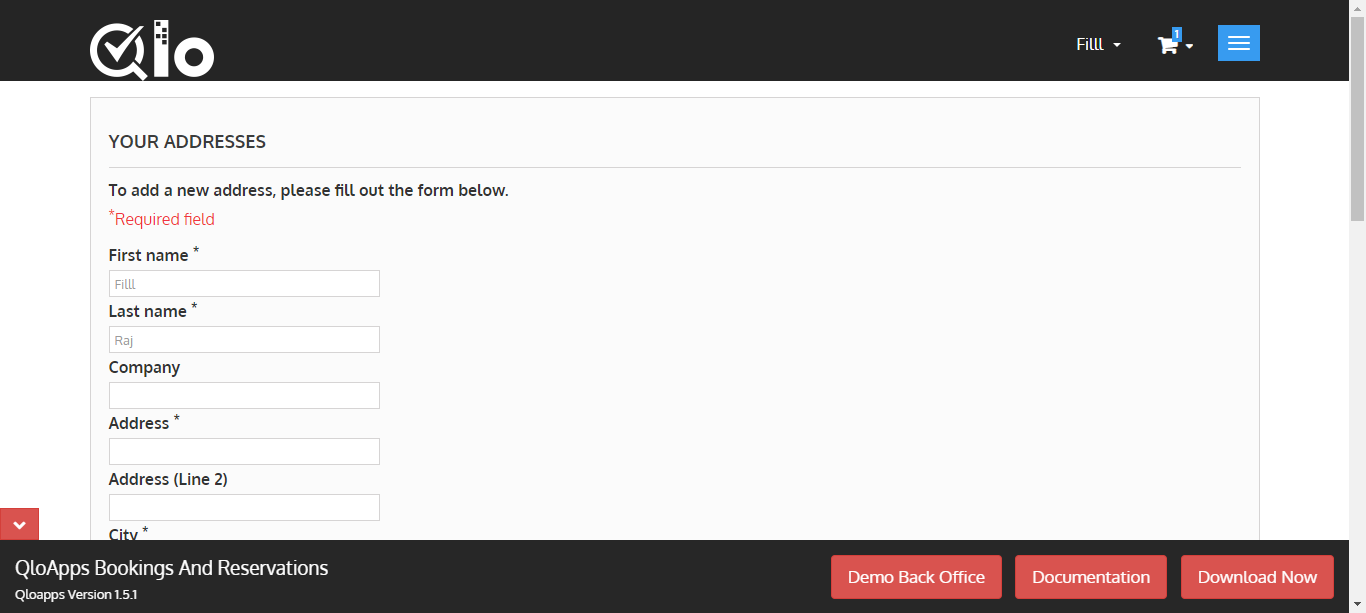 Qlo
Filll
1
YOUR ADDRESSES
To add a new address, please fill out the form below.
*Required field
First name *
Filll
Last name *
Raj
Company
Address *
Address (Line 2)
City *
QloApps Bookings And Reservations
Qloapps Version 1.5.1
Demo Back Office
Documentation
Download Now